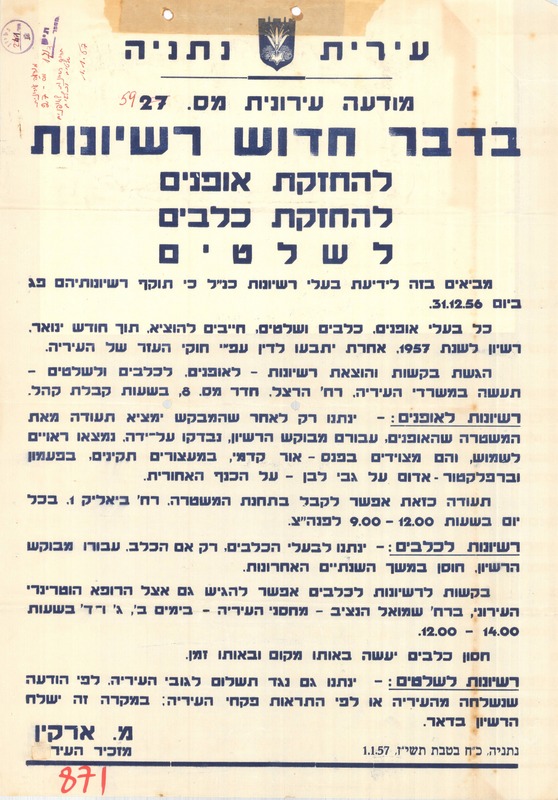 עירית נתניה
מודעה עירונית מס. 27 59
בדבר חדוש רשיונות
להחזקת אופנים
להחזקת כלבים
לשלטים
מביאים בזה לידיעת בעלי רשיונות כנ״ל כי תוקף רשיונותיהם פג
ביום 31.12.56.
כל בעלי אופנים, כלבים ושלטים, חייבים להוציא, תוך חודש ינואר,
רשיון לשנת 1957, אחרת יתבעו לדין עפ״י חוקי העזר של העיריה.
הגשת בקשות והוצאת רשיונות – לאופנים, לכלבים ולשלטים –
תעשה במשרדי העיריה, רח׳ הרצל, חדר מס. 8, בשעות קבלת קהל.
רשיונות לאופנים: – ינתנו רק לאחר שהמבקש ימציא תעודה מאת
המשטרה שהאופנים, עבורם מבוקש הרשיון, נבדקו על־ידה, נמצאו ראויים
לשמוש, והם מצוידים בפנס - אור קדמי, במעצורים תקינים, בפעמון
וברפלקטור - אדום על גבי לבן – על הכנף האחורית.
תעודה כזאת אפשר לקבל בתחנת המשטרה, רח׳ ביאליק 1, בכל
יום בשעות 12.00 – 9.00 לפנה״צ.
רשיונות לכלבים: – ינתנו לבעלי הכלבים, רק אם הכלב, עבורו מבוקש
הרשיון, חוסן במשך השנתיים האחרונות.
בקשות לרשיונות לכלבים אפשר להגיש גם אצל הרופא הוטרינרי
העירוני, ברח׳ שמואל הנציב – מחסני העיריה – בימים ב׳, ג׳ ו־ד׳ בשעות
14.00 – 12.00.
חסון כלבים יעשה באותו מקום ובאותו זמן.
רשיונות לשלטים: – ינתנו גם נגד תשלום לגובי העיריה, לפי הודעה
שנשלחה מהעיריה או לפי התראות פקחי העיריה; במקרה זה ישלח
הרשיון בדאר.
מ. ארקין
מזכיר העיר
נתניה, כ״ח בטבת תשי״ז, 1.1.57
871